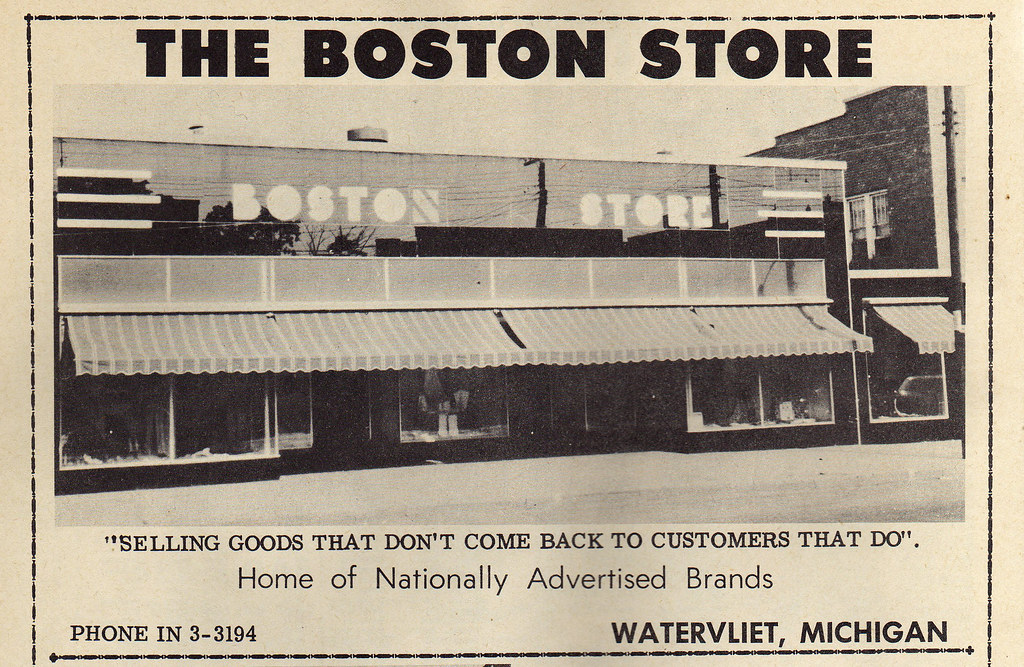 THE BOSTON STORE
BOSTON STORE
"SELLING GOODS THAT DON'T COME BACK TO CUSTOMERS THAT DO".
Home of Nationally Advertised Brands
PHONE IN 3-3194
WATERVLIET, MICHIGAN